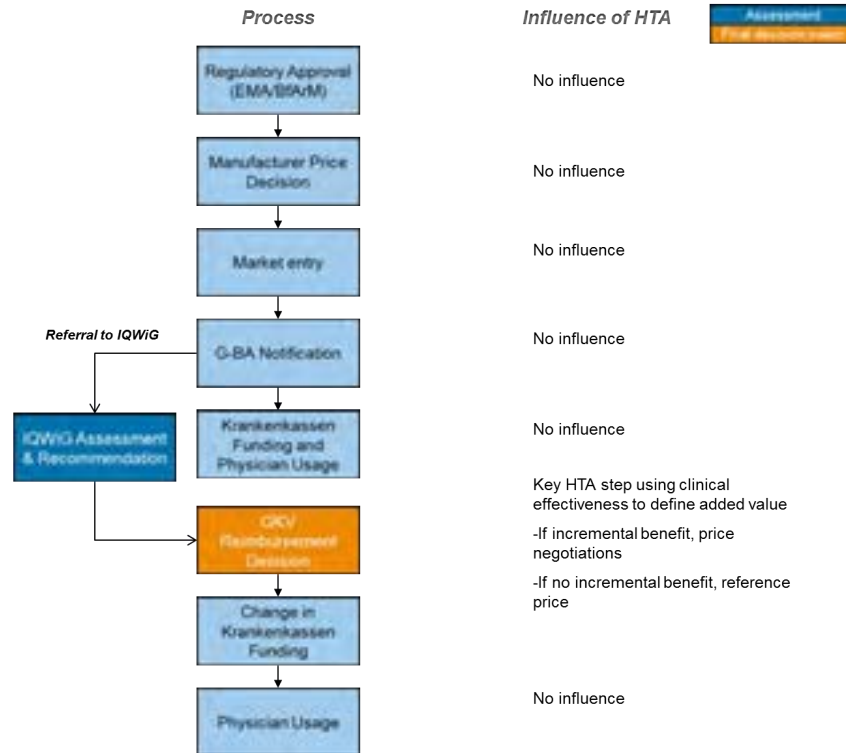 Process
Influence of HTA
Assessment
Final decision maker
Regulatory Approval
(EMA/BfArM)
No influence
Manufacturer Price
Decision
No influence
Market entry
No influence
Referral to IQWiG
G-BA Notification
No influence
IQWiG Assessment
& Recommendation
Krankenkassen
Funding and
Physician Usage
No influence
GKV
Reimbursement
Decision
Key HTA step using clinical
effectiveness to define added value
-If incremental benefit, price
negotiations
-If no incremental benefit, reference
price
Change in
Krankenkassen
Funding
Physician Usage
No influence